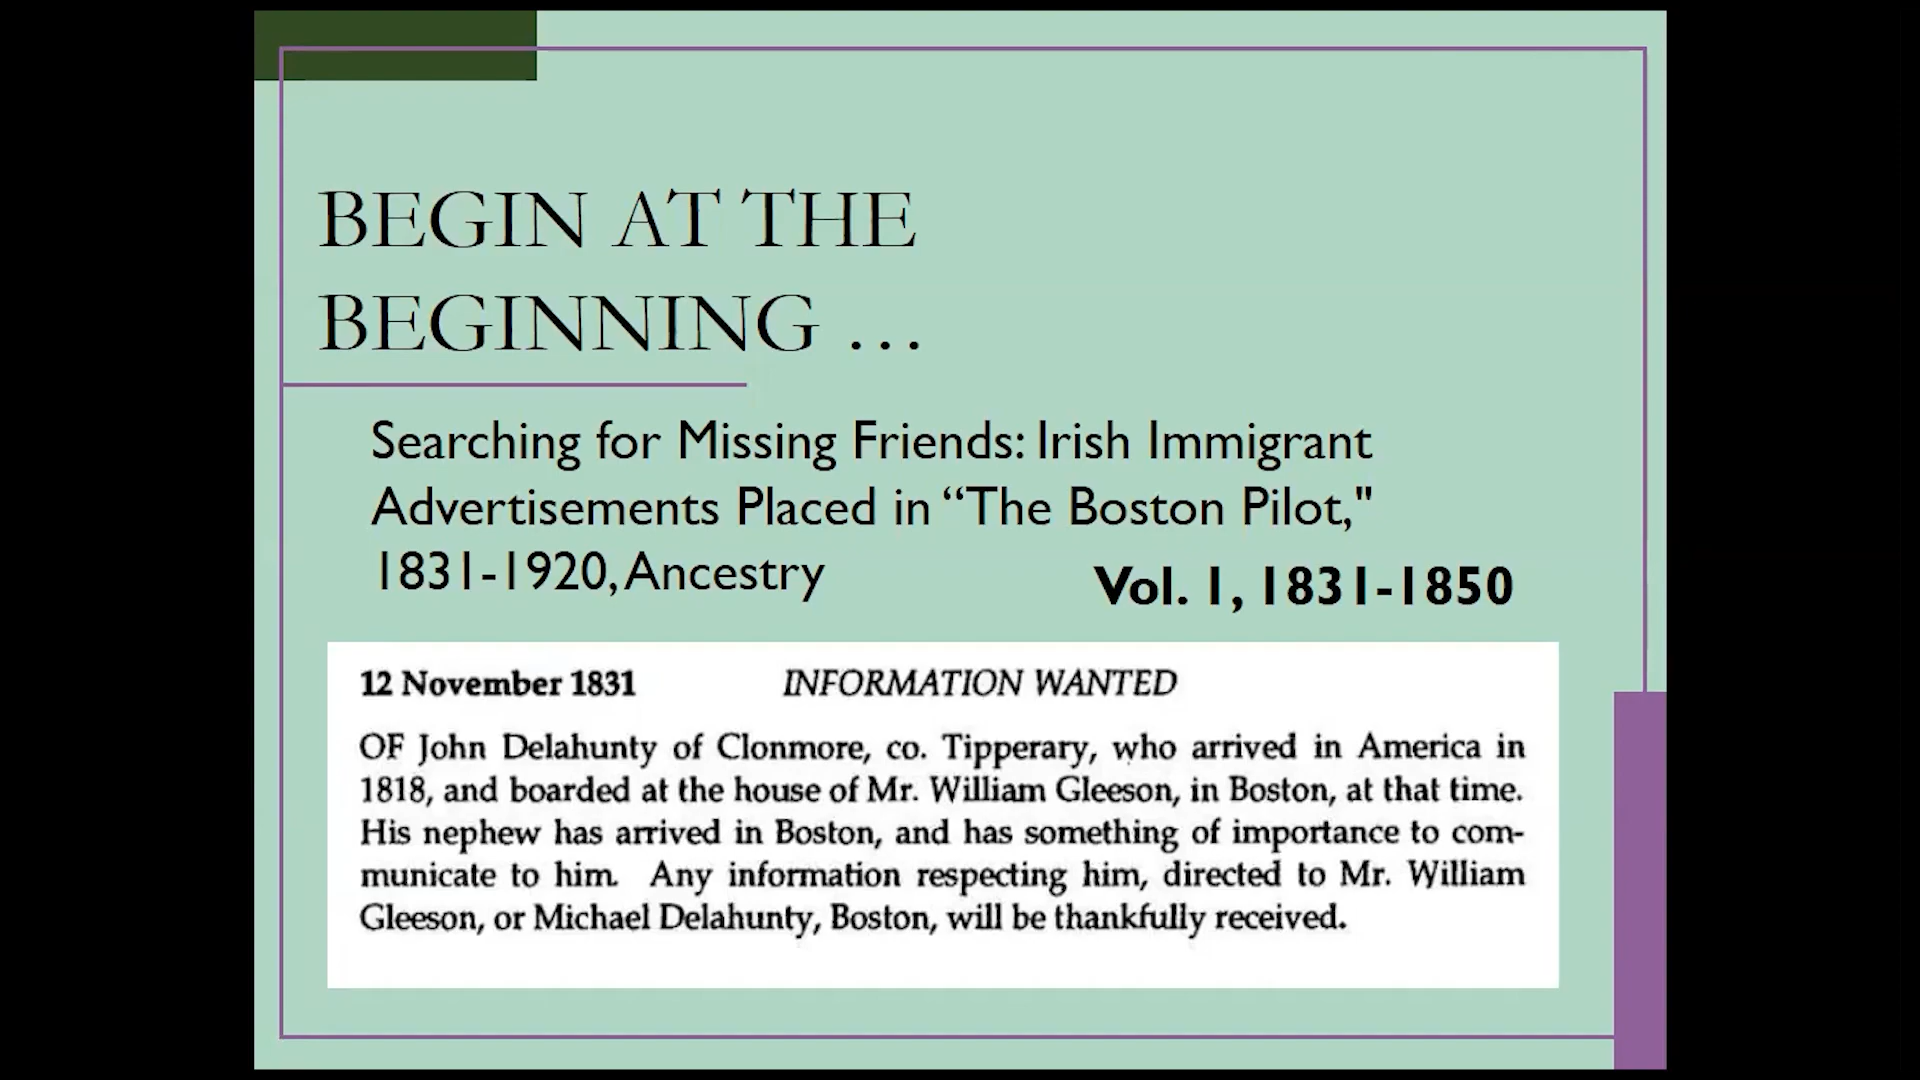 BEGIN AT THE
BEGINNING …
Searching for Missing Friends: Irish Immigrant
Advertisements Placed in “The Boston Pilot,"
1831-1920, Ancestry
Vol. 1, 1831-1850
12 November 1831 INFORMATION WANTED
OF John Delahunty of Clonmore, co. Tipperary, who arrived in America in
1818, and boarded at the house of Mr. William Gleeson, in Boston, at that time.
His nephew has arrived in Boston, and has something of importance to com-
municate to him. Any information respecting him, directed to Mr. William
Gleeson, or Michael Delahunty, Boston, will be thankfully received.